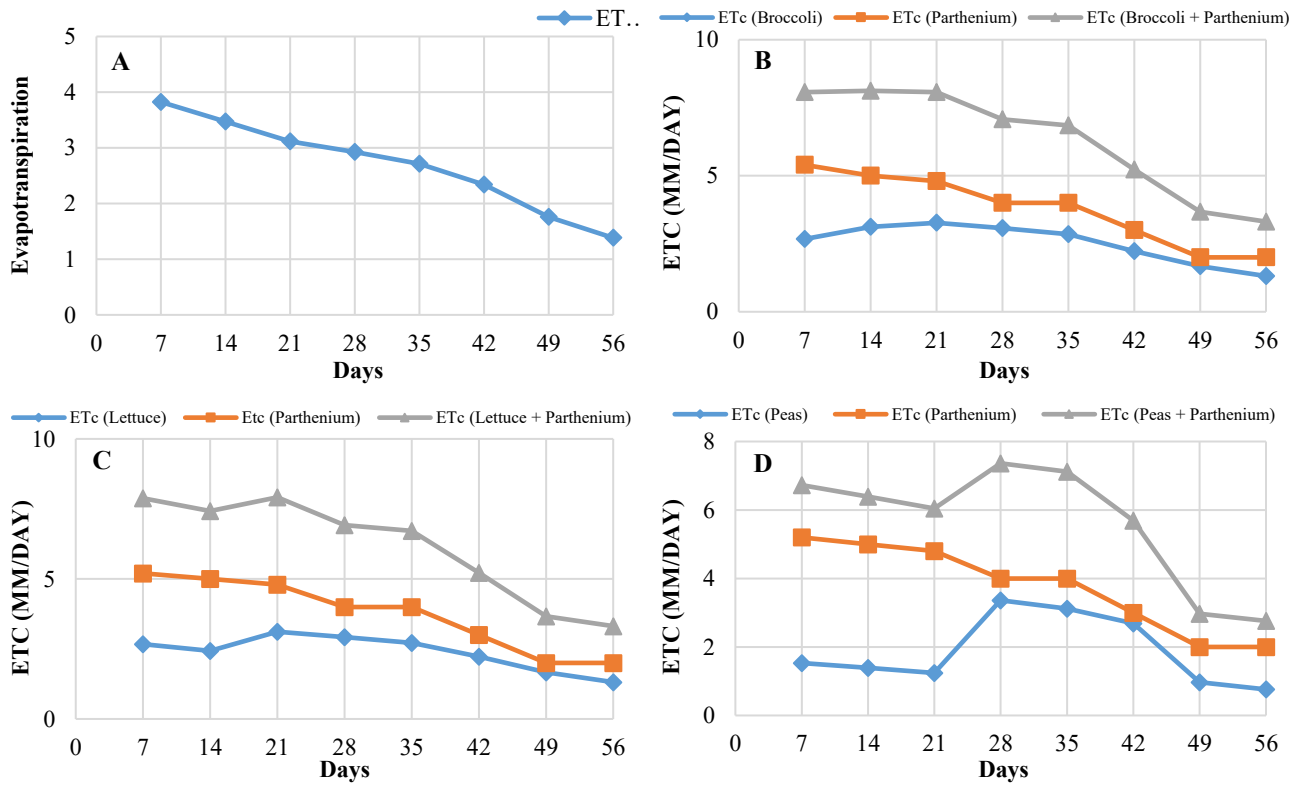 ET..
A
Evapotranspiration
5
4
3
2
1
0
0 7 14 21 28 35 42 49 56
Days
ETc (Broccoli) ETc (Parthenium) ETc (Broccoli + Parthenium)
B
ETC (MM/DAY)
10
5
0
0 7 14 21 28 35 42 49 56
Days
ETc (Lettuce) Etc (Parthenium) ETc (Lettuce + Parthenium)
C
ETC (MM/DAY)
10
5
0
0 7 14 21 28 35 42 49 56
Days
ETc (Peas) ETc (Parthenium) ETc (Peas + Parthenium)
D
ETC (MM/DAY)
8
6
4
2
0
0 7 14 21 28 35 42 49 56
Days